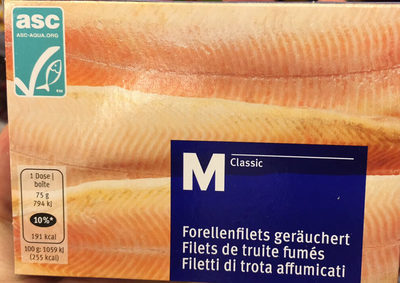 asc
ASC-AQUA.ORG
M Classic
1 Dose |
boîte
75 g
794 kJ
10%*
191 kcal
100 g: 1059 kJ
(255 kcal)
Forellenfilets geräuchert
Filets de truite fumés
Filetti di trota affumicati